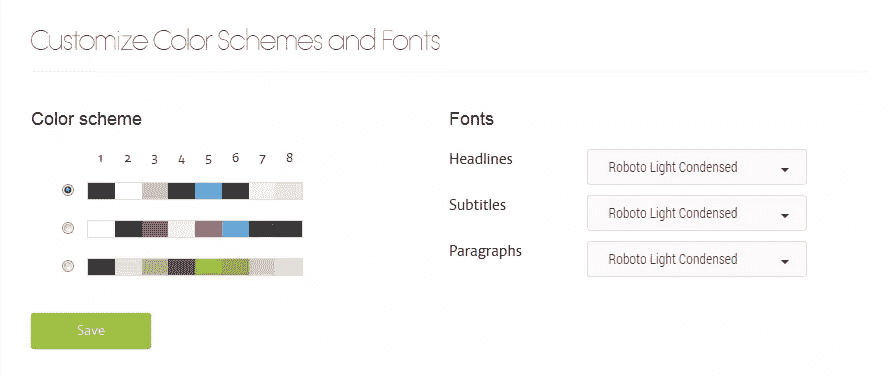 Customize Color Schemes and Fonts
Color scheme
1 2 3 4 5 6 7 8
Save
Fonts
Headlines Roboto Light Condensed
Subtitles Roboto Light Condensed
Paragraphs Roboto Light Condensed